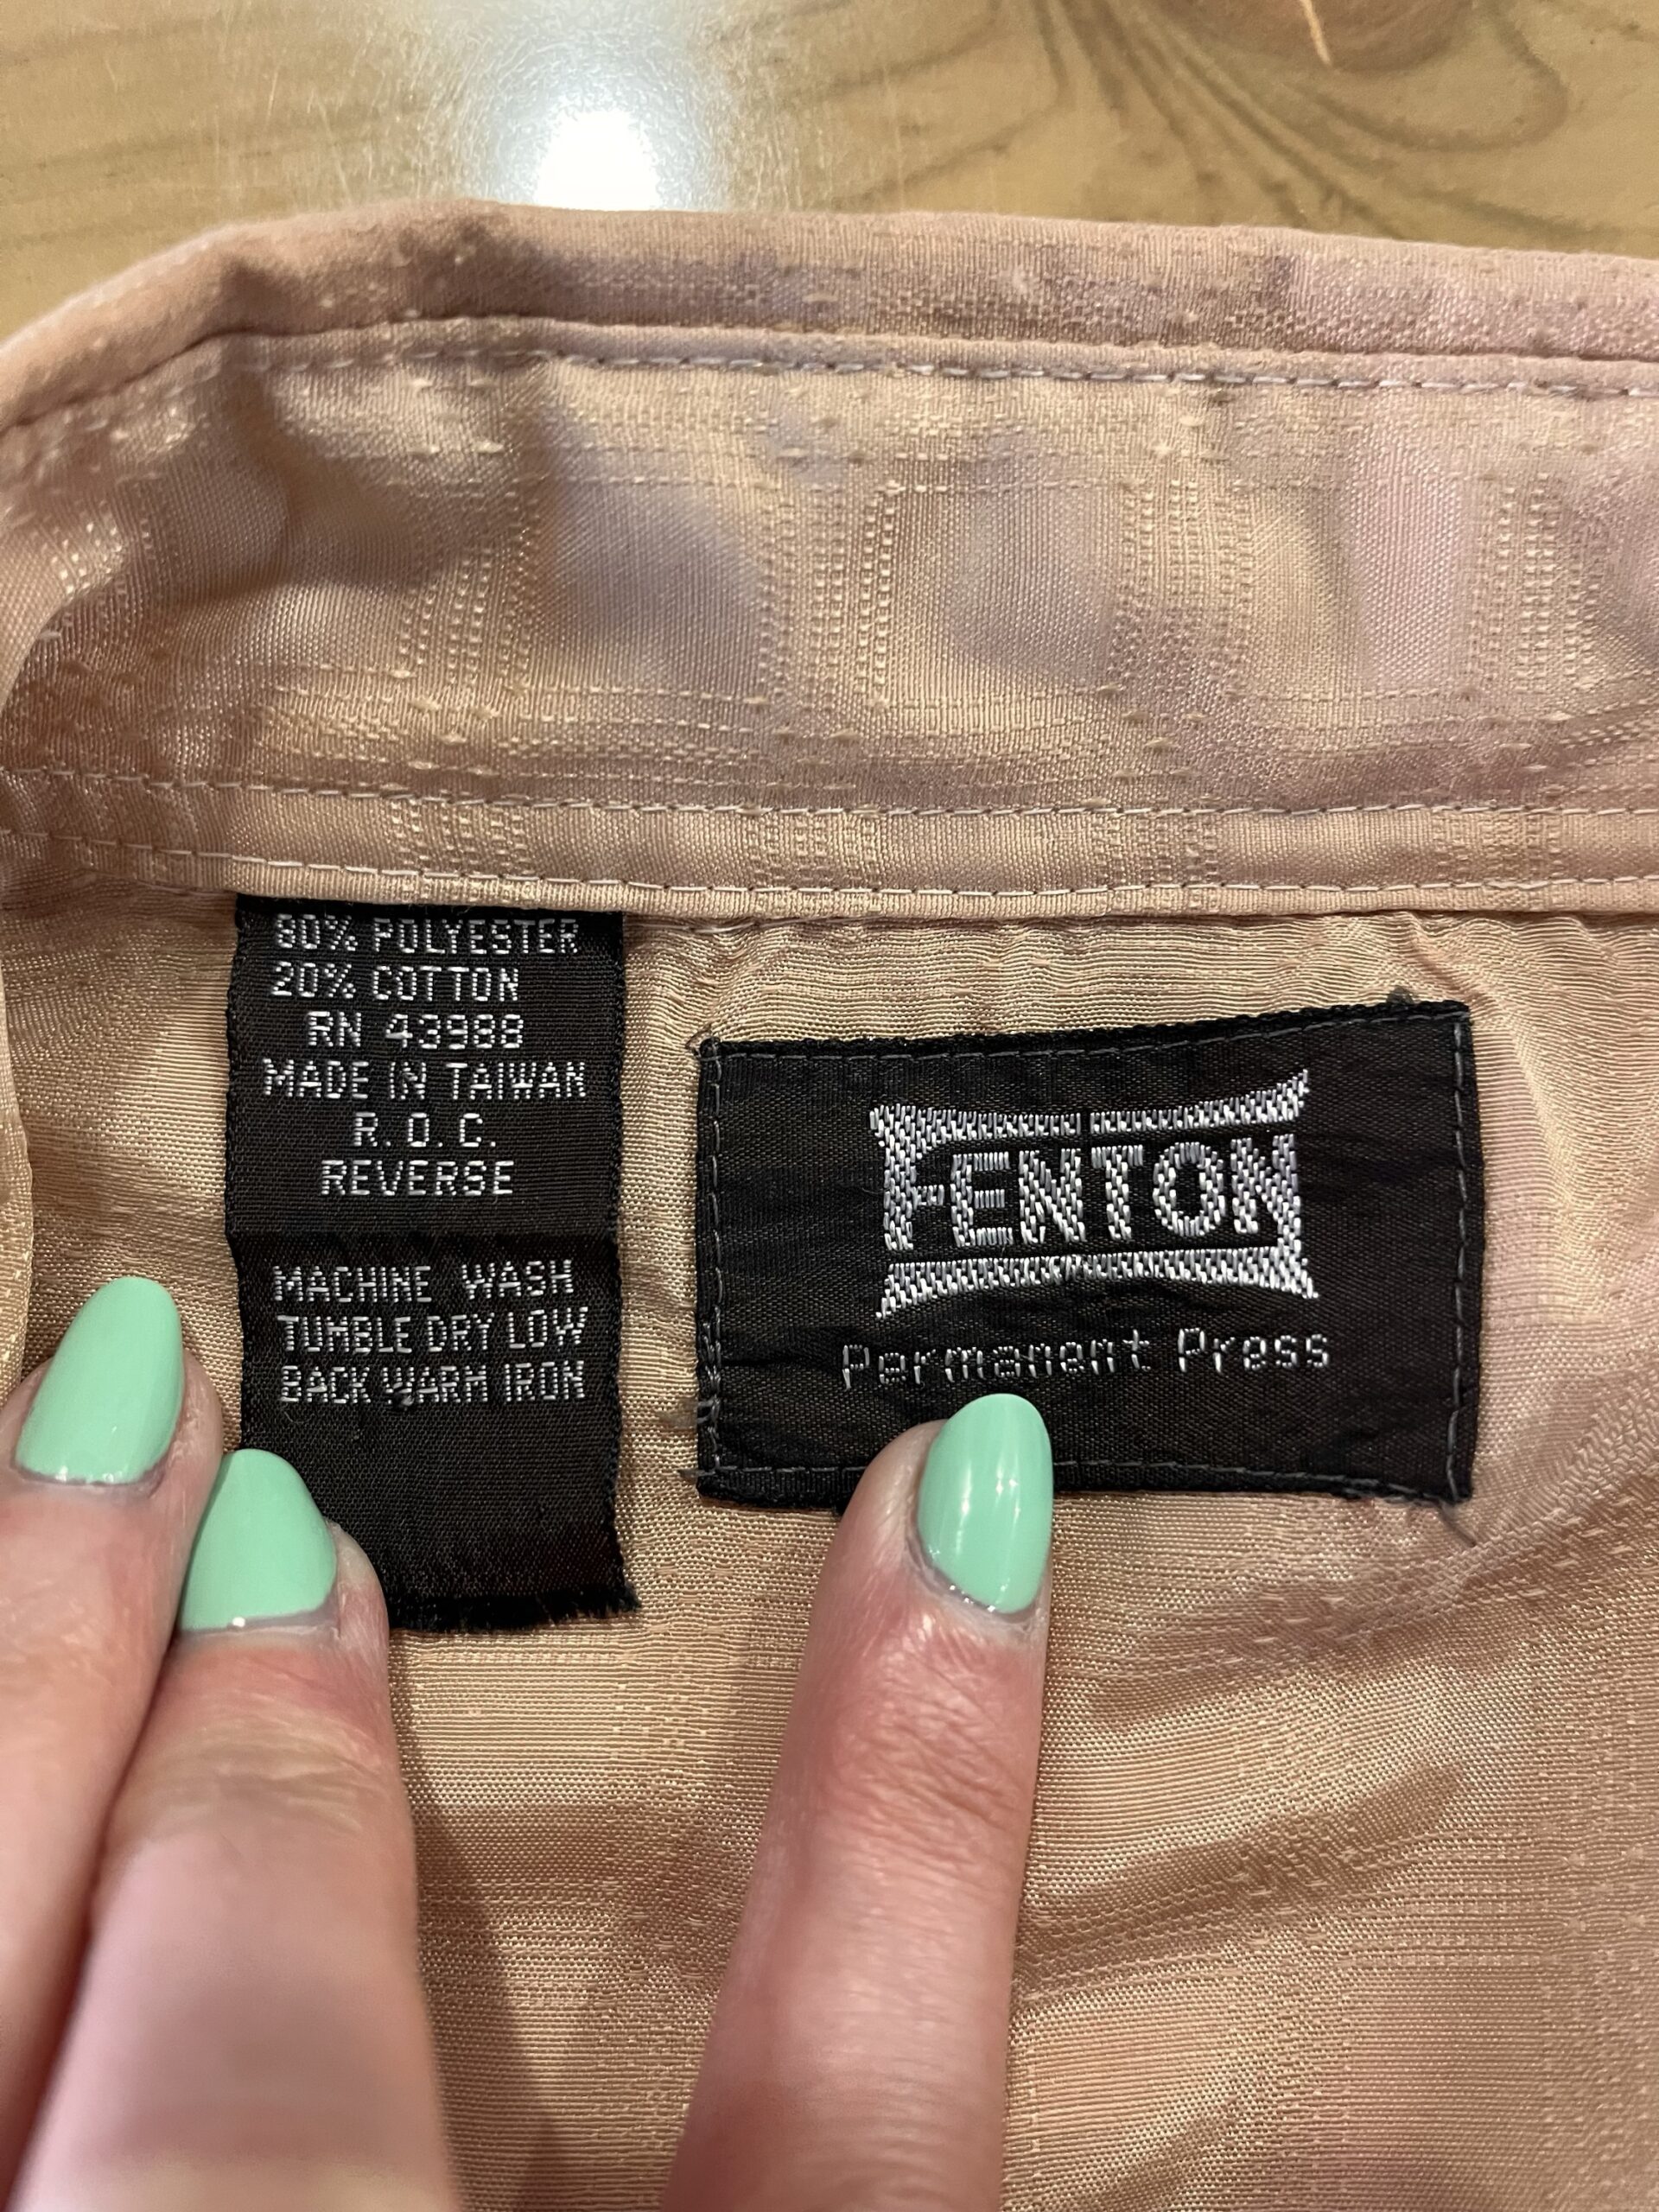 80% POLYESTER
20% COTTON
RN 43988
MADE IN TAIWAN
R.O.C.
REVERSE
MACHINE WASH
TUMBLE DRY LOW
BACK WARM IRON
FENTON
Permanent Press